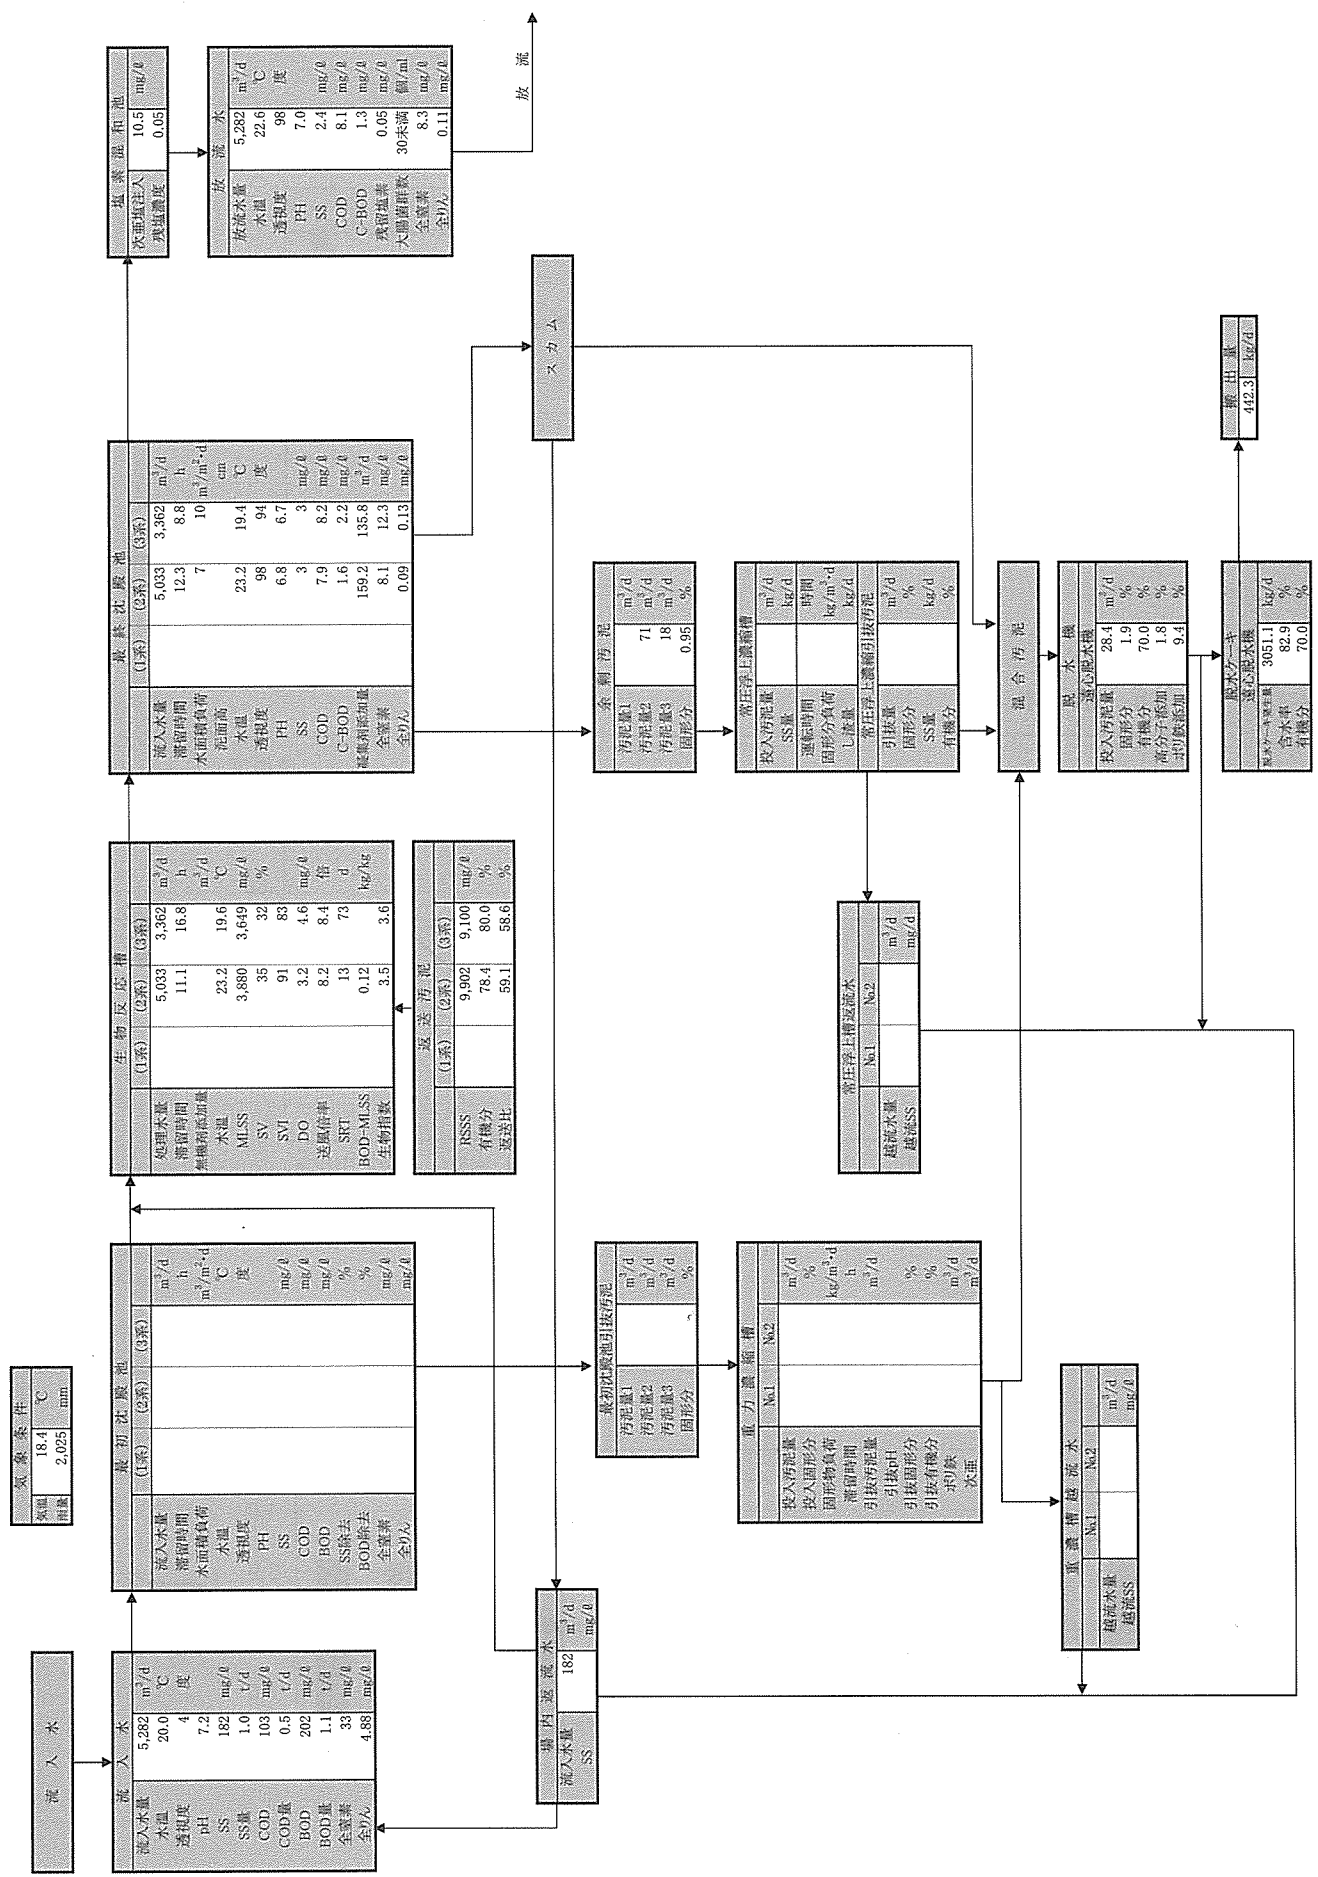 気 象 条 件
気温 18.4 ℃
雨量 2,025 mm
流 入 水
流 入 水
流入水量 5,282 m³/d
水温 20.0 ℃
透視度 4 度
pH 7.2
SS 182 mg/ℓ
SS量 1.0 t/d
COD 103 mg/ℓ
COD量 0.5 t/d
BOD 202 mg/ℓ
BOD量 1.1 t/d
全窒素 33 mg/ℓ
全りん 4.88 mg/ℓ
最 初 沈 殿 池
(1系) (2系) (3系)
流入水量 m³/d
滞留時間 h
水面積負荷 m³/m²・d
水温 ℃
透視度 度
PH
SS mg/ℓ
COD mg/ℓ
BOD mg/ℓ
SS除去 %
BOD除去 %
全窒素 mg/ℓ
全りん mg/ℓ
生 物 反 応 槽
(1系) (2系) (3系)
処理水量 5,033 3,362 m³/d
滞留時間 11.1 16.8 h
無機剤添加量 m³/d
水温 23.2 19.6 ℃
MLSS 3,880 3,649 mg/ℓ
SV 35 32 %
SVI 91 83
DO 3.2 4.6 mg/ℓ
送風倍率 8.2 8.4 倍
SRT 13 73 d
BOD-MLSS 0.12 kg/kg
生物指数 3.5 3.6
返 送 汚 泥
(1系) (2系) (3系)
RSSS 9,902 9,100 mg/ℓ
有機分 78.4 80.0 %
返送比 59.1 58.6 %
最 終 沈 殿 池
(1系) (2系) (3系)
流入水量 5,033 3,362 m³/d
滞留時間 12.3 8.8 h
水面積負荷 7 10 m³/m²・d
泥面高 cm
水温 23.2 19.4 ℃
透視度 98 94 度
PH 6.8 6.7
SS 3 3 mg/ℓ
COD 7.9 8.2 mg/ℓ
C-BOD 1.6 2.2 mg/ℓ
凝集剤添加量 159.2 135.8 m³/d
全窒素 8.1 12.3 mg/ℓ
全りん 0.09 0.13 mg/ℓ
塩 素 混 和 池
次亜塩注入 10.5 mg/ℓ
残塩濃度 0.05
放 流 水
放流水量 5,282 m³/d
水温 22.6 ℃
透視度 98 度
PH 7.0
SS 2.4 mg/ℓ
COD 8.1 mg/ℓ
C-BOD 1.3 mg/ℓ
残留塩素 0.05 mg/ℓ
大腸菌群数 30未満 個/ml
全窒素 8.3 mg/ℓ
全りん 0.11 mg/ℓ
放 流
スカム
場 内 返 流 水
流入水量 182 m³/d
SS mg/ℓ
最初沈殿池引抜汚泥
汚泥量1 m³/d
汚泥量2 m³/d
汚泥量3 m³/d
固形分 %
余 剰 汚 泥
汚泥量1 m³/d
汚泥量2 71 m³/d
汚泥量3 18 m³/d
固形分 0.95 %
重 力 濃 縮 槽
No.1 No.2
投入汚泥量 m³/d
投入固形分 %
固形物負荷 kg/m³・d
滞留時間 h
引抜汚泥量 m³/d
引抜pH
引抜固形分 %
引抜有機分 %
ポリ鉄 m³/d
次亜 m³/d
常圧浮上濃縮槽
投入汚泥量 m³/d
SS量 kg/d
運転時間 時間
固形分負荷 kg/m³・d
し渣量 kg/d
常圧浮上濃縮引抜汚泥
引抜量 m³/d
固形分 %
SS量 kg/d
有機分 %
常圧浮上槽返流水
No.1 No.2
越流水量 m³/d
越流SS mg/d
混 合 汚 泥
重 濃 槽 越 流 水
No.1 No.2
越流水量 m³/d
越流SS mg/ℓ
脱 水 機
遠心脱水機
投入汚泥量 28.4 m³/d
固形分 1.9 %
有機分 70.0 %
高分子添加 1.8 %
ポリ鉄添加 9.4 %
脱水ケーキ
遠心脱水機
脱水ケーキ発生量 3051.1 kg/d
含水率 82.9 %
有機分 70.0 %
搬 出 量
442.3 kg/d